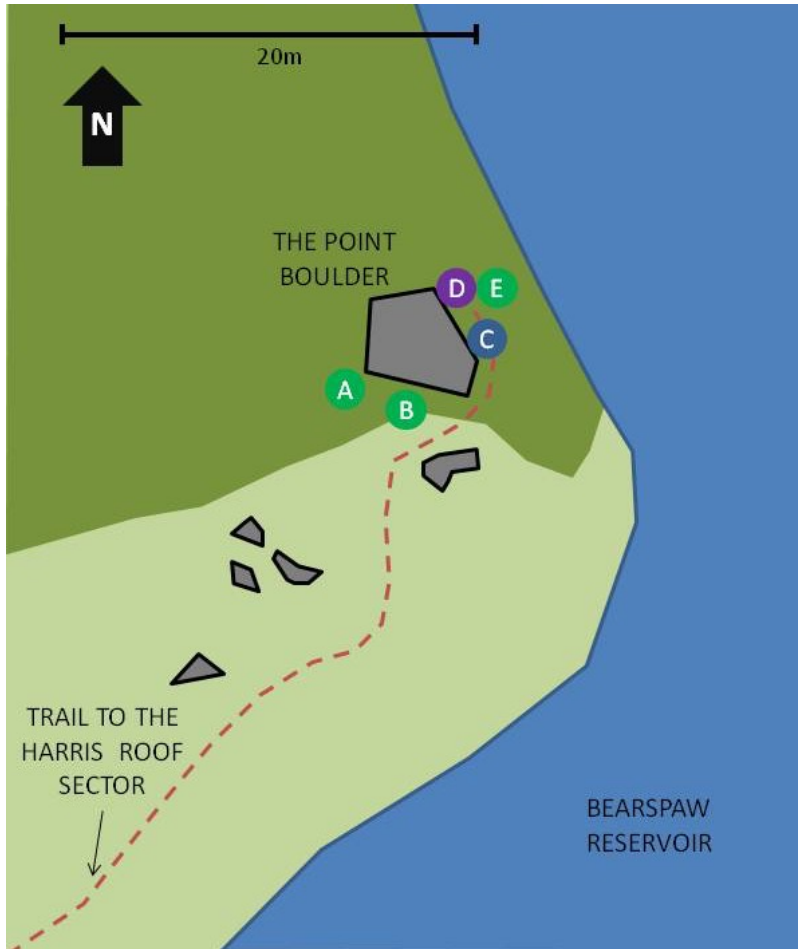 20m
N
THE POINT
BOULDER
D
E
C
A
B
TRAIL TO THE
HARRIS ROOF
SECTOR
BEARSPAW
RESERVOIR